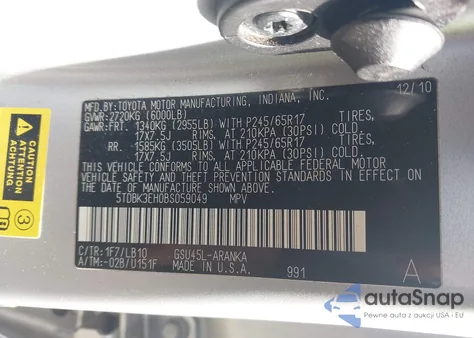 MFD. BY: TOYOTA MOTOR MANUFACTURING, INDIANA, INC. 12/10
GVWR: 2720KG (6000LB)
GAWR: FRT. 1340KG (2955LB) WITH P245/65R17 TIRES,
17X7.5J RIMS, AT 210KPA (30PSI) COLD.
RR. 1585KG (3505LB) WITH P245/65R17 TIRES,
17X7.5J RIMS, AT 210KPA (30PSI) COLD.
THIS VEHICLE CONFORMS TO ALL APPLICABLE FEDERAL MOTOR
VEHICLE SAFETY AND THEFT PREVENTION STANDARDS IN EFFECT
ON THE DATE OF MANUFACTURE SHOWN ABOVE.
5TDBK3EH0BS059049 MPV
C/TR: 1F7/LB10 GSU45L-ARANKA
A/TM:-02B/U151F MADE IN U.S.A. 991 A
ATTENTION
CAUTION
ACHTUNG
autoSnap
Pewne auta z aukcji USA i EU